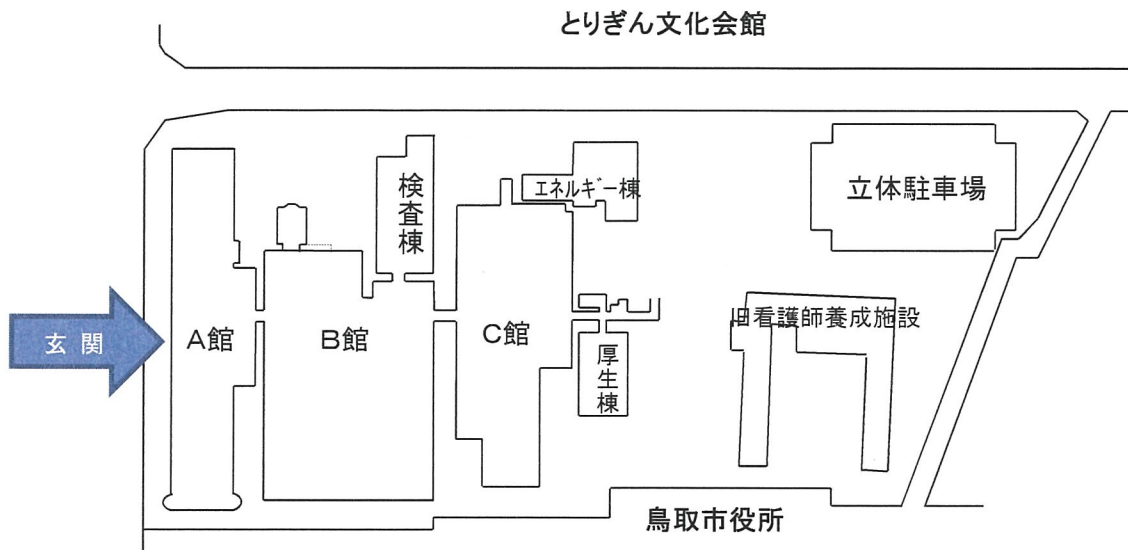 とりぎん文化会館
検査棟
エネルギー棟
立体駐車場
玄関
A館
B館
C館
厚生棟
旧看護師養成施設
鳥取市役所